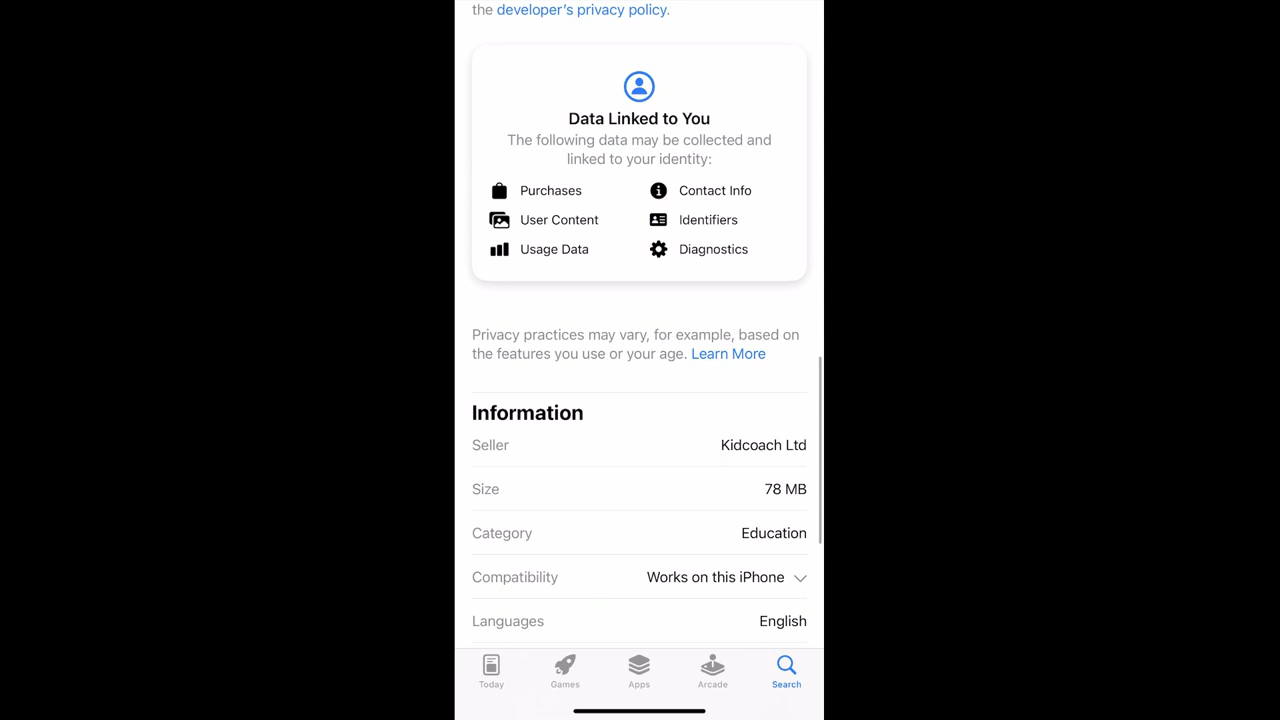 the developer's privacy policy.
Data Linked to You
The following data may be collected and
linked to your identity:
Purchases
Contact Info
User Content
Identifiers
Usage Data
Diagnostics
Privacy practices may vary, for example, based on
the features you use or your age. Learn More
Information
Seller Kidcoach Ltd
Size 78 MB
Category Education
Compatibility Works on this iPhone
Languages English
Today Games Apps Arcade Search